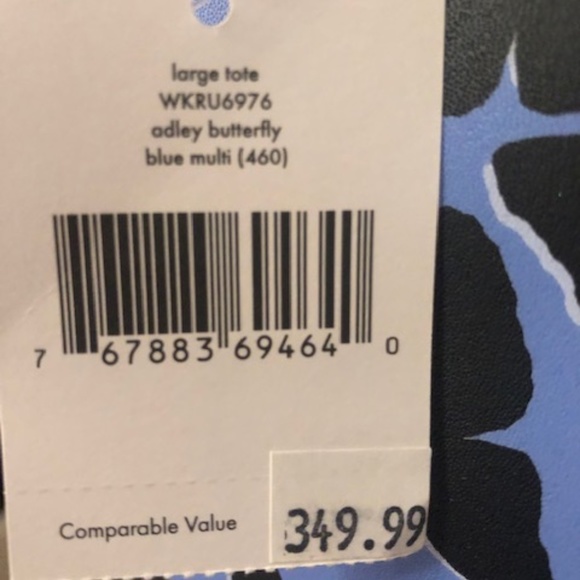 large tote
WKRU6976
adley butterfly
blue multi (460)
7 67883 69464 0
Comparable Value 349.99